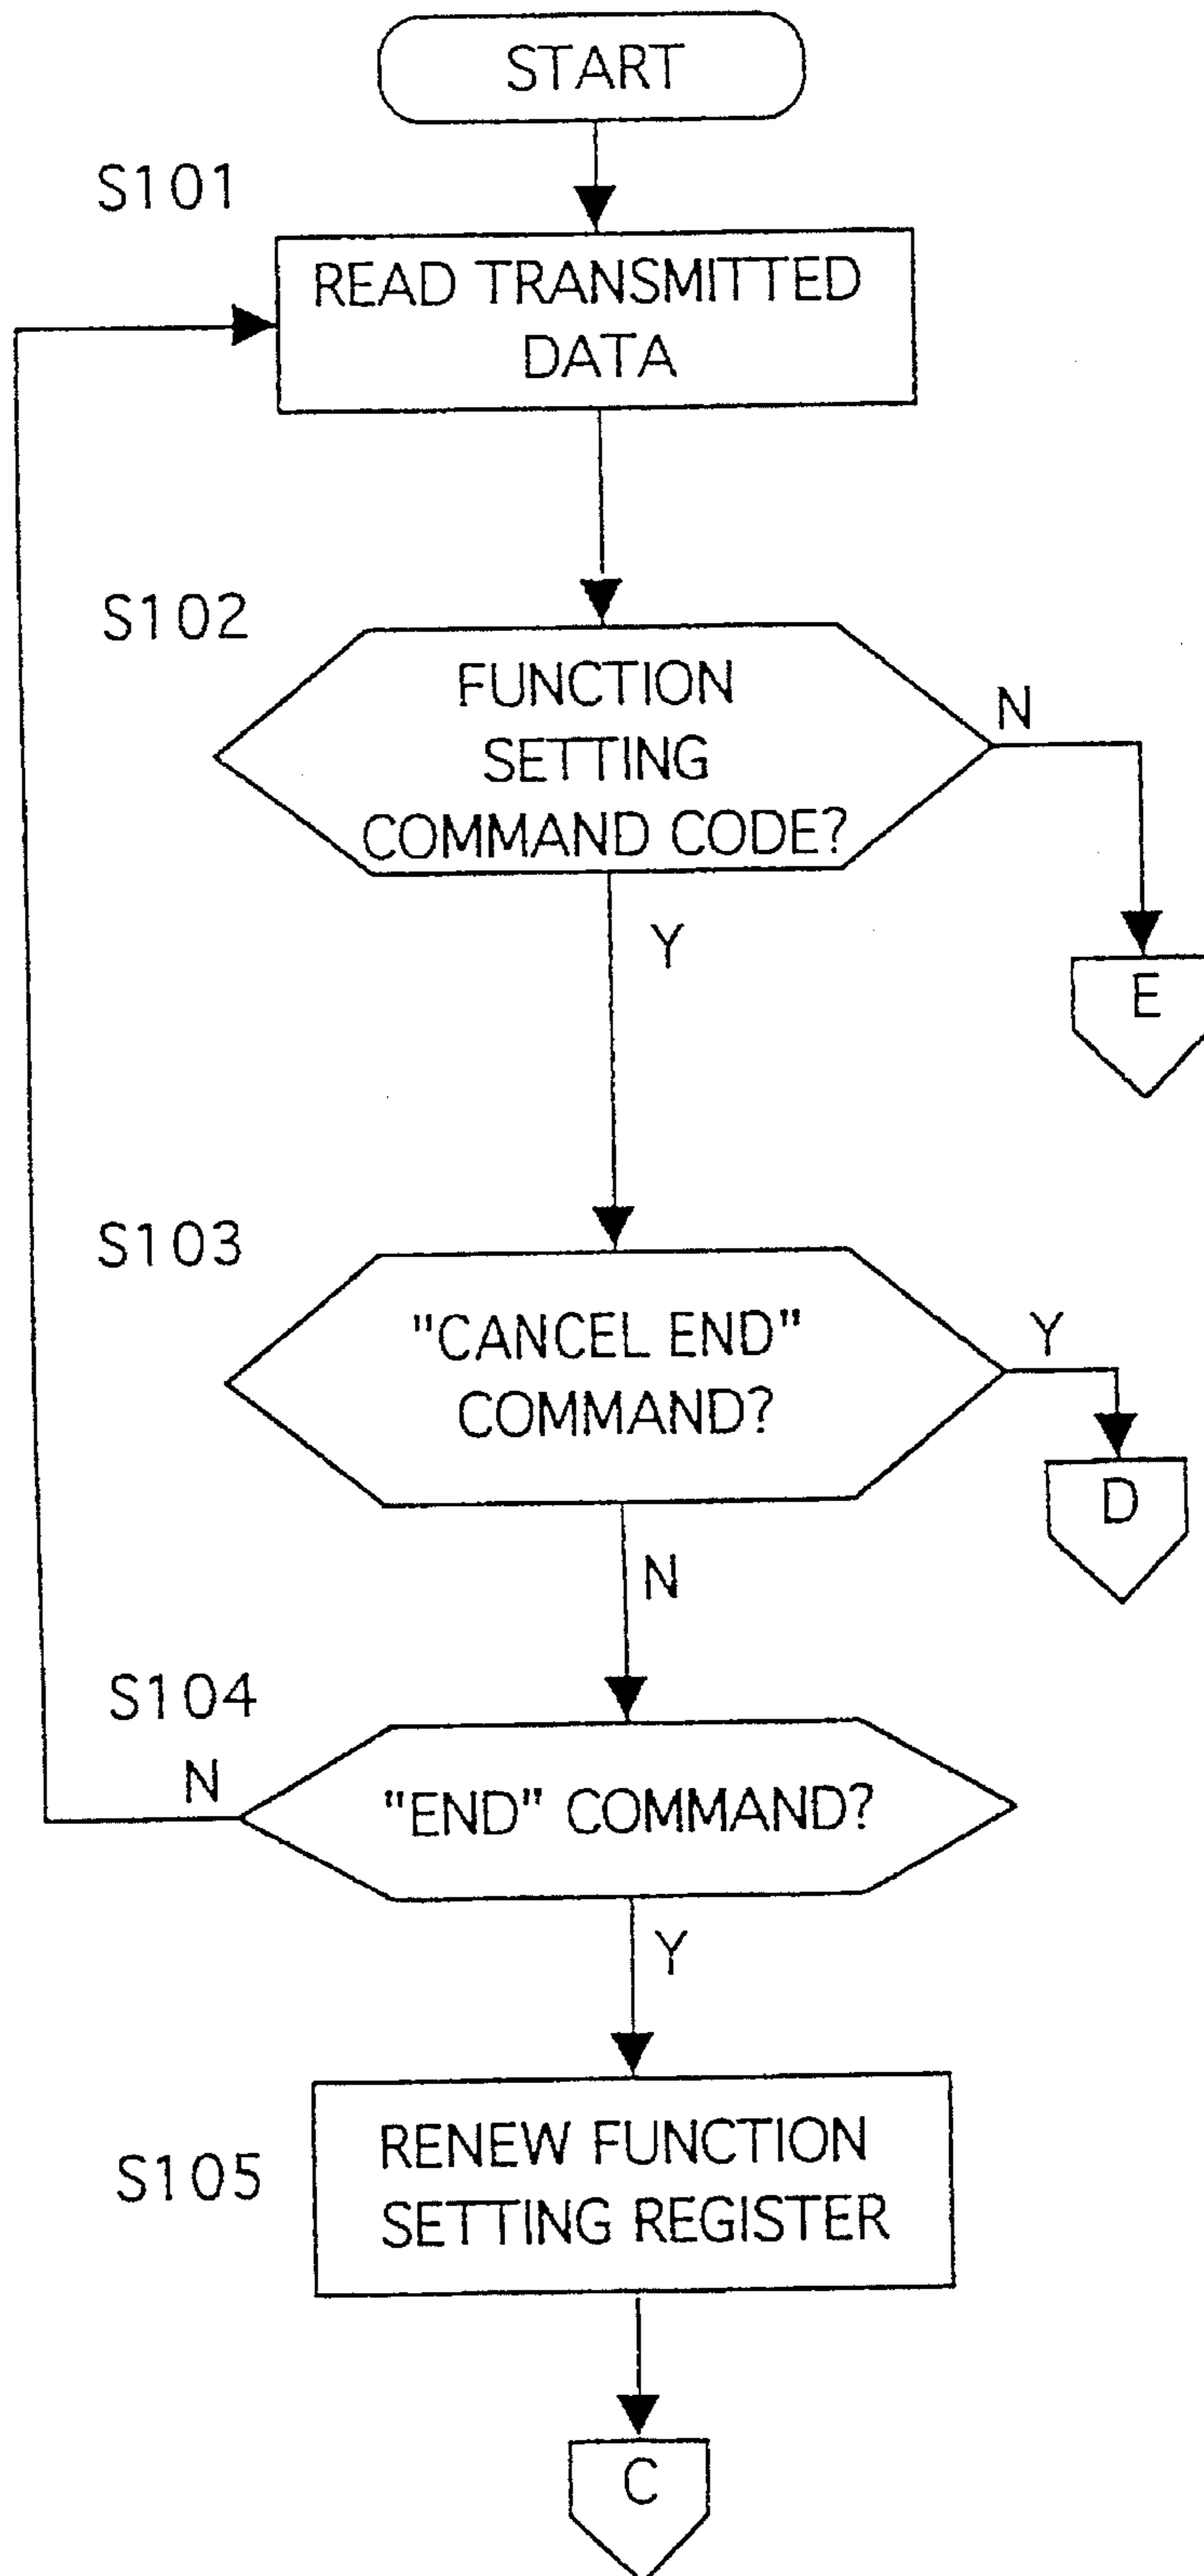 START
S101
READ TRANSMITTED
DATA
S102
FUNCTION
SETTING
COMMAND CODE?
N
Y
E
S103
"CANCEL END"
COMMAND?
Y
D
N
S104
N
"END" COMMAND?
Y
S105
RENEW FUNCTION
SETTING REGISTER
C